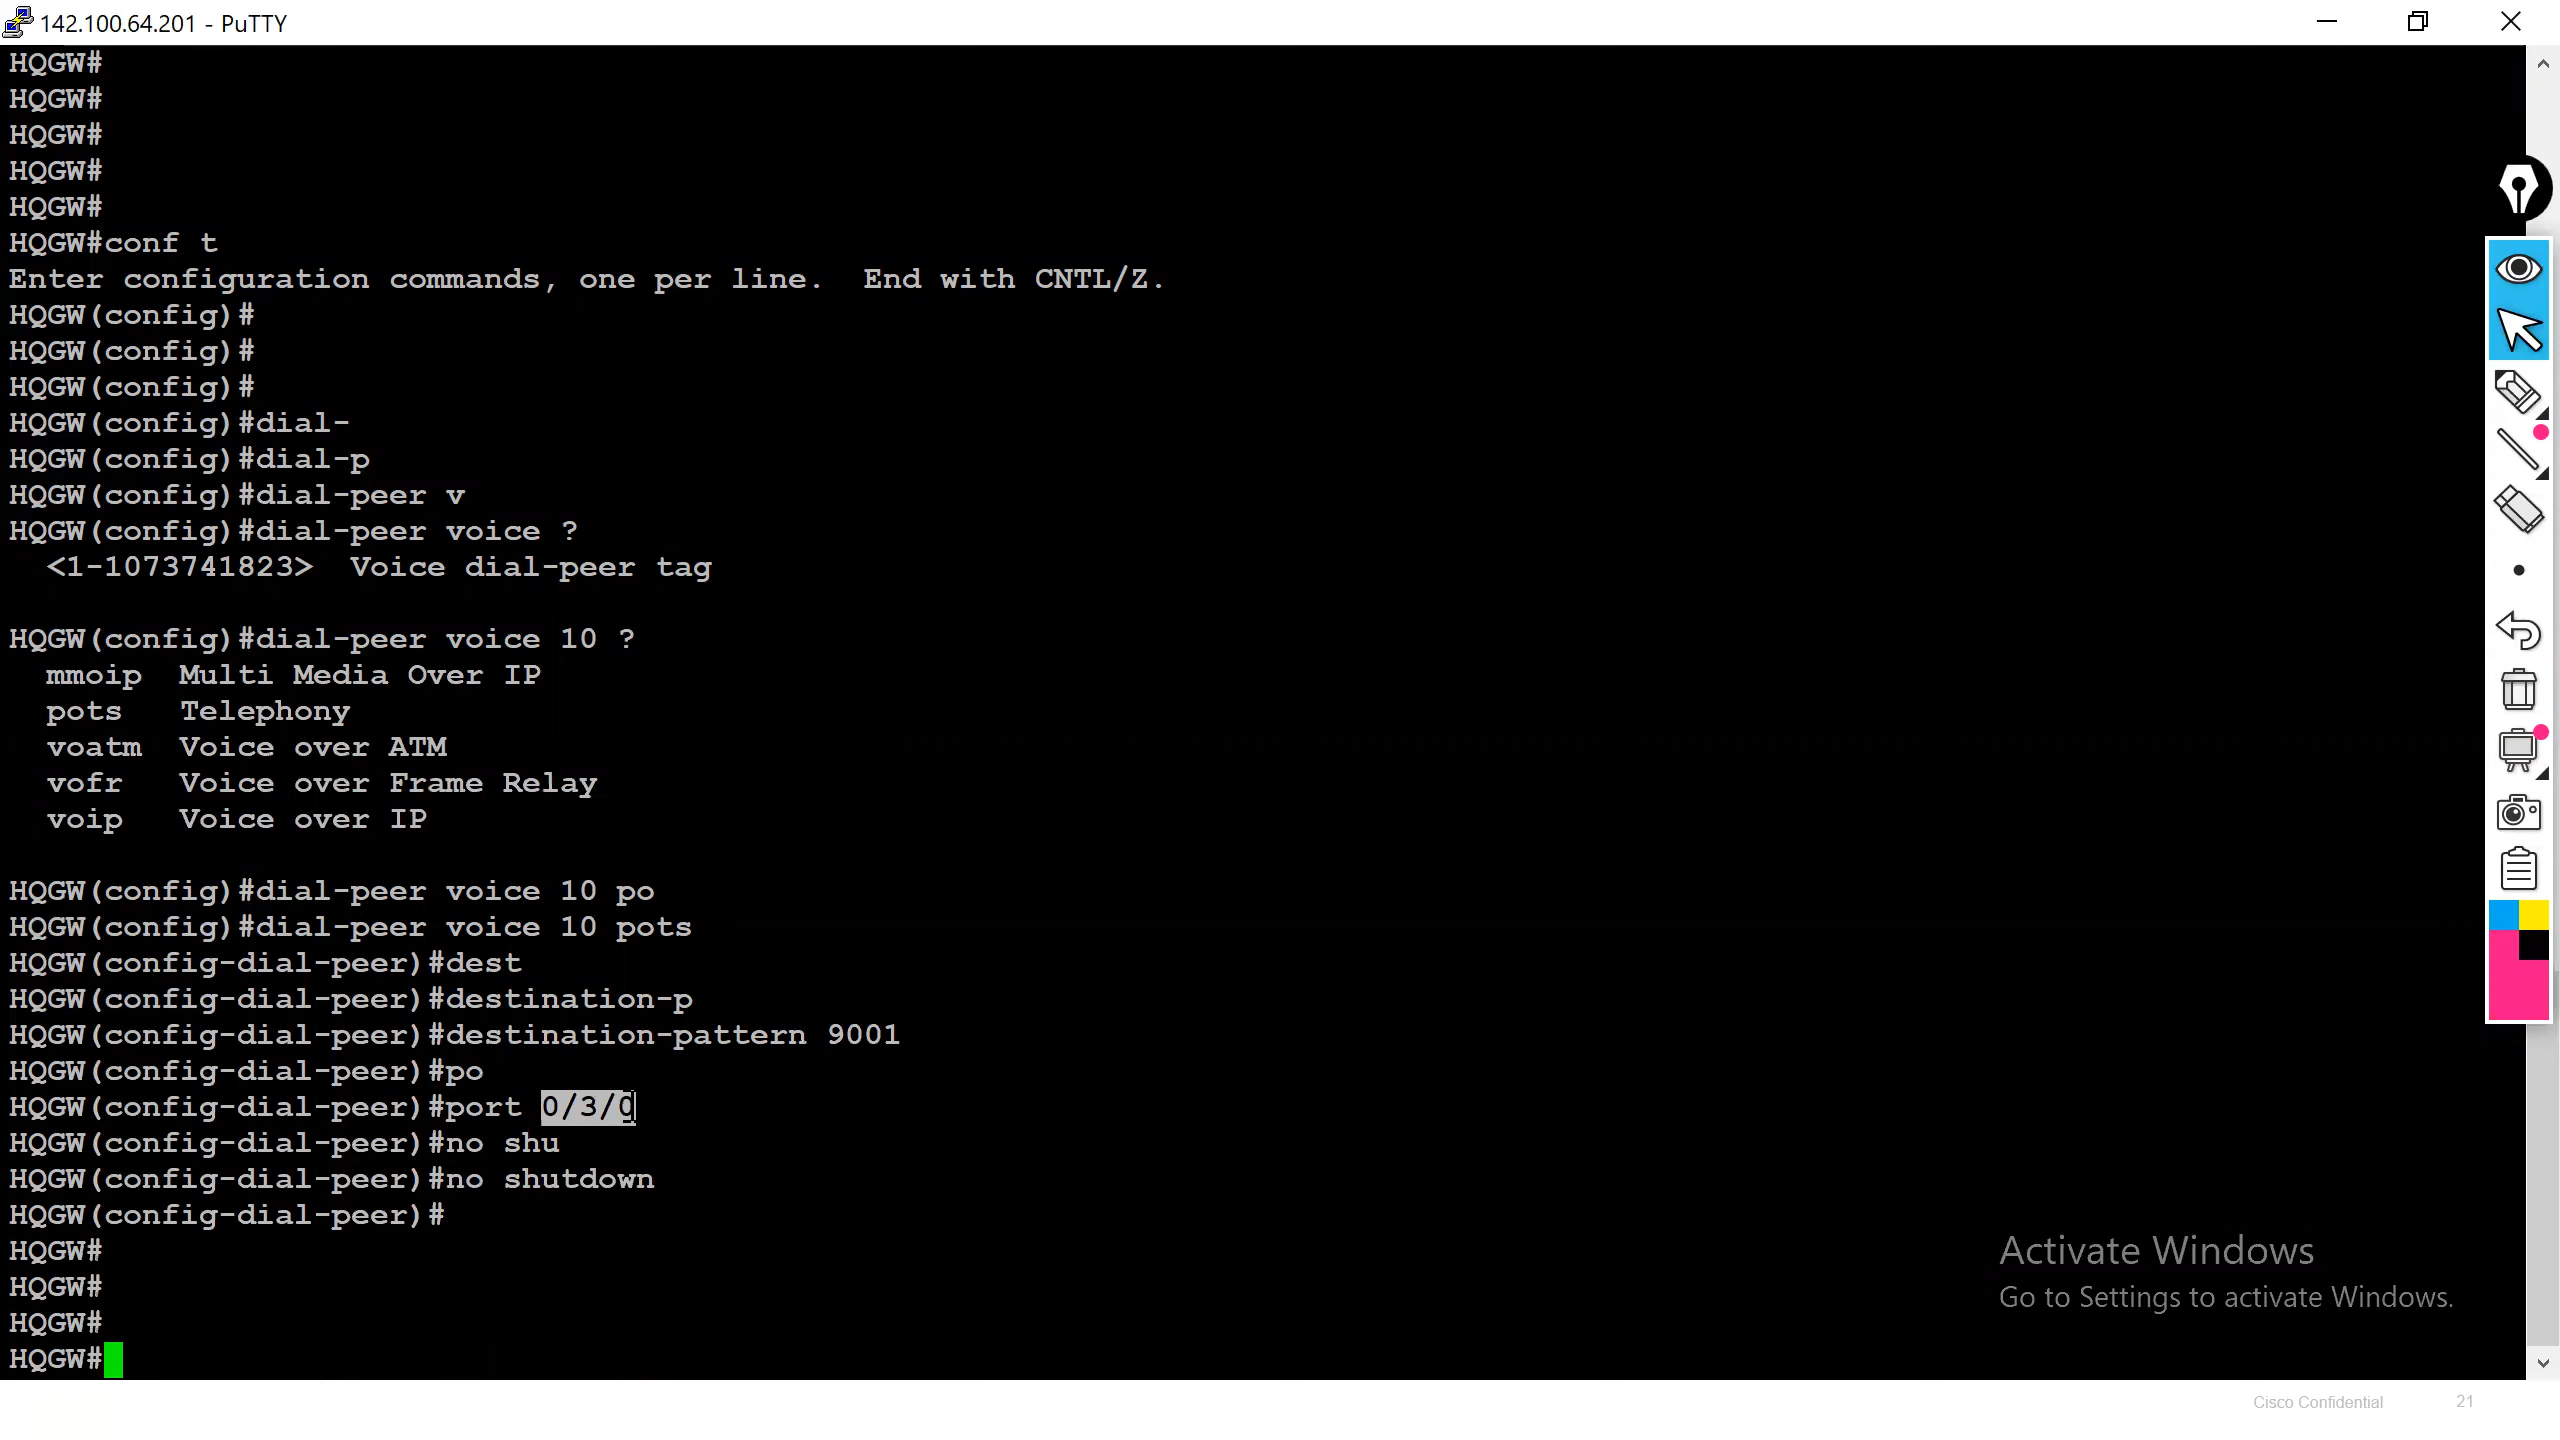 142.100.64.201 - PuTTY
HQGW#
HQGW#
HQGW#
HQGW#
HQGW#
HQGW#conf t
Enter configuration commands, one per line.  End with CNTL/Z.
HQGW(config)#
HQGW(config)#
HQGW(config)#
HQGW(config)#dial-
HQGW(config)#dial-p
HQGW(config)#dial-peer v
HQGW(config)#dial-peer voice ?
  <1-1073741823>  Voice dial-peer tag
HQGW(config)#dial-peer voice 10 ?
  mmoip  Multi Media Over IP
  pots   Telephony
  voatm  Voice over ATM
  vofr   Voice over Frame Relay
  voip   Voice over IP
HQGW(config)#dial-peer voice 10 po
HQGW(config)#dial-peer voice 10 pots
HQGW(config-dial-peer)#dest
HQGW(config-dial-peer)#destination-p
HQGW(config-dial-peer)#destination-pattern 9001
HQGW(config-dial-peer)#po
HQGW(config-dial-peer)#port 0/3/0
HQGW(config-dial-peer)#no shu
HQGW(config-dial-peer)#no shutdown
HQGW(config-dial-peer)#
HQGW#
HQGW#
HQGW#
HQGW#
Activate Windows
Go to Settings to activate Windows.
Cisco Confidential
21